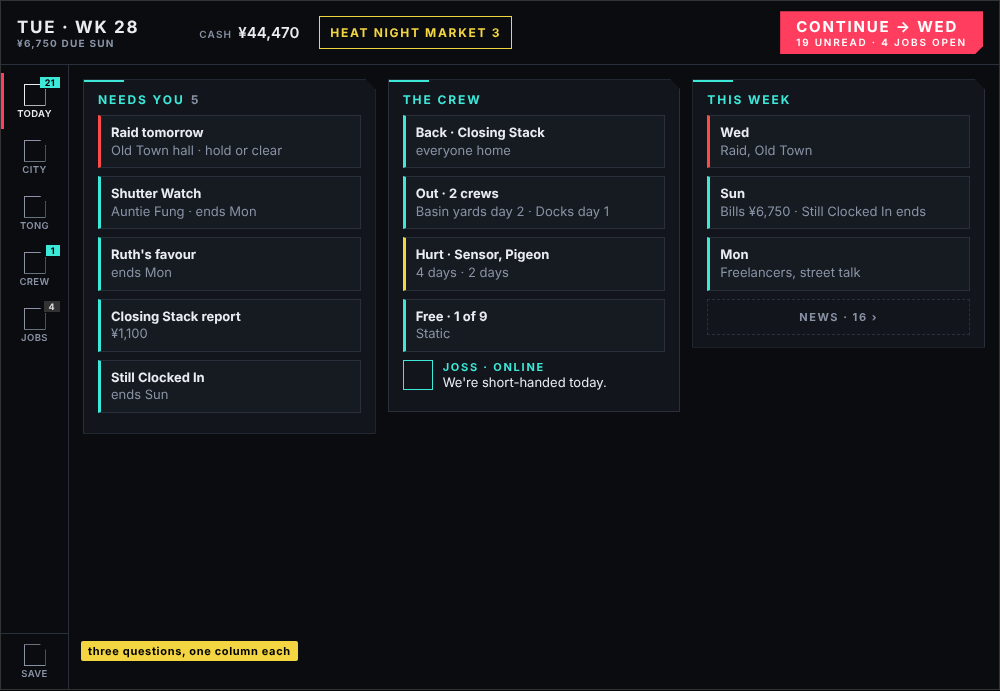 TUE · WK 28
¥6,750 DUE SUN
CASH ¥44,470
HEAT NIGHT MARKET 3
CONTINUE → WED
19 UNREAD · 4 JOBS OPEN
21
TODAY
CITY
TONG
1
CREW
4
JOBS
SAVE
NEEDS YOU 5
Raid tomorrow
Old Town hall · hold or clear
Shutter Watch
Auntie Fung · ends Mon
Ruth's favour
ends Mon
Closing Stack report
¥1,100
Still Clocked In
ends Sun
THE CREW
Back · Closing Stack
everyone home
Out · 2 crews
Basin yards day 2 · Docks day 1
Hurt · Sensor, Pigeon
4 days · 2 days
Free · 1 of 9
Static
JOSS · ONLINE
We're short-handed today.
THIS WEEK
Wed
Raid, Old Town
Sun
Bills ¥6,750 · Still Clocked In ends
Mon
Freelancers, street talk
NEWS · 16 ›
three questions, one column each